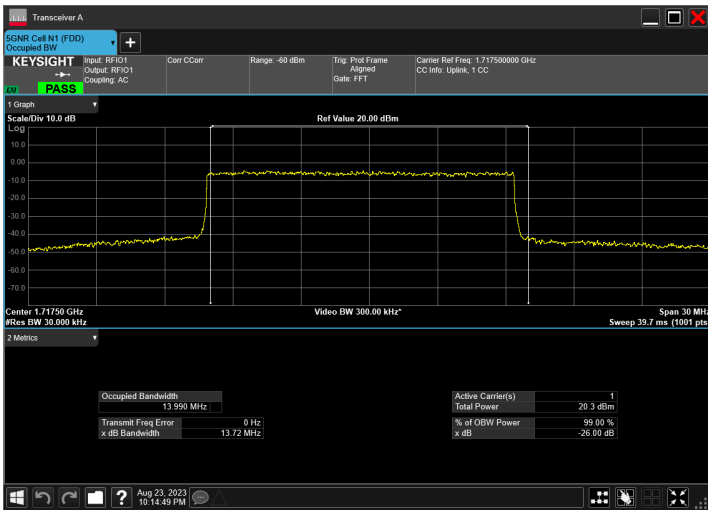 Transceiver A
5GNR Cell N1 (FDD)
Occupied BW
KEYSIGHT
Input: RFIO1
Output: RFIO1
Coupling: AC
Corr CCorr
Range: -60 dBm
Trig: Prot Frame
Aligned
Gate: FFT
Carrier Ref Freq: 1.717500000 GHz
CC Info: Uplink, 1 CC
PASS
1 Graph
Scale/Div 10.0 dB
Ref Value 20.00 dBm
Log
10.0
0.00
-10.0
-20.0
-30.0
-40.0
-50.0
-60.0
-70.0
Center 1.71750 GHz
Video BW 300.00 kHz*
Span 30 MHz
#Res BW 30.000 kHz
Sweep 39.7 ms (1001 pts
2 Metrics
Occupied Bandwidth
13.990 MHz
Transmit Freq Error 0 Hz
x dB Bandwidth 13.72 MHz
Active Carrier(s) 1
Total Power 20.3 dBm
% of OBW Power 99.00 %
x dB -26.00 dB
?
Aug 23, 2023
10:14:49 PM